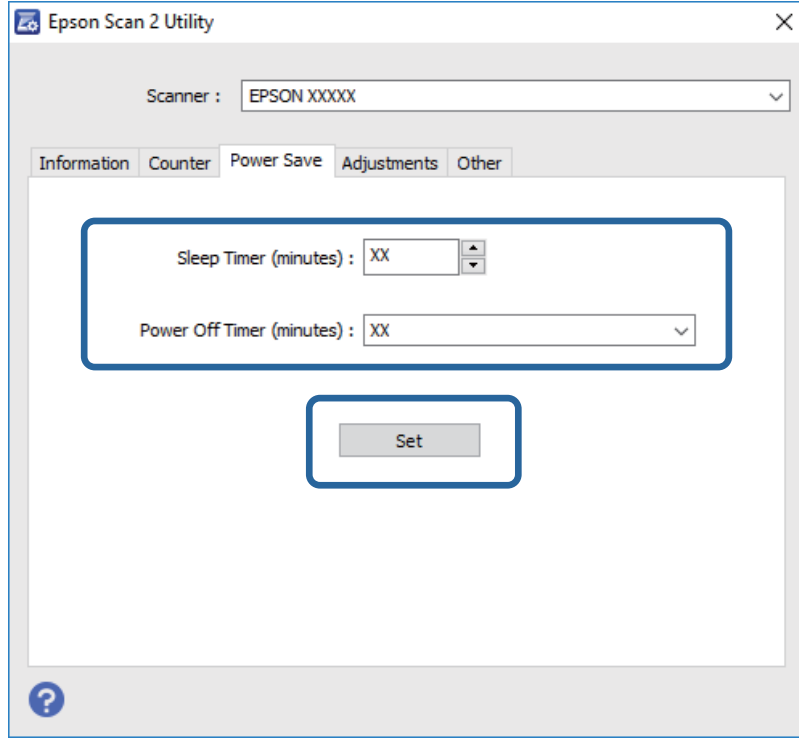 Epson Scan 2 Utility
Scanner : EPSON XXXXX
Information Counter Power Save Adjustments Other
Sleep Timer (minutes) : XX
Power Off Timer (minutes) : XX
Set
?